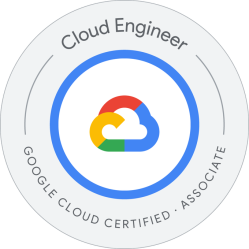 Cloud Engineer
GOOGLE CLOUD CERTIFIED · ASSOCIATE